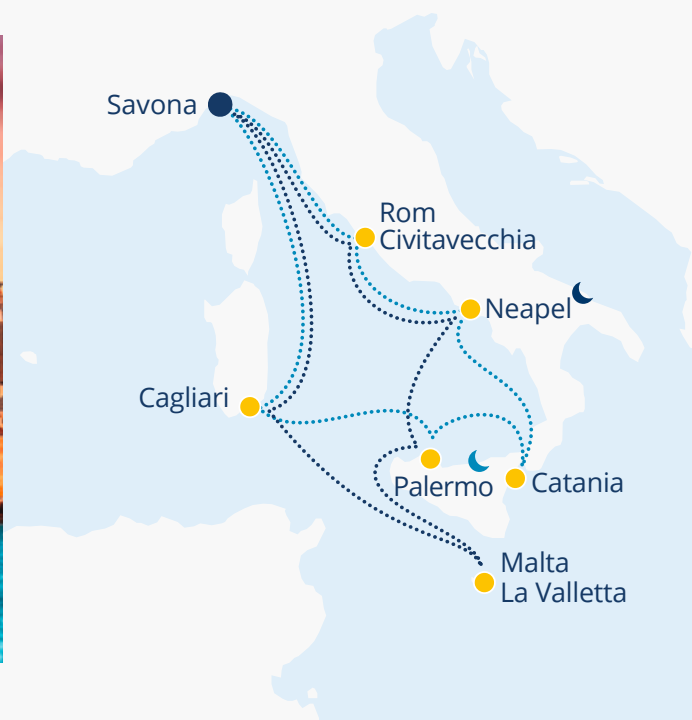 Savona
Rom
Civitavecchia
Neapel
Cagliari
Palermo
Catania
Malta
La Valletta